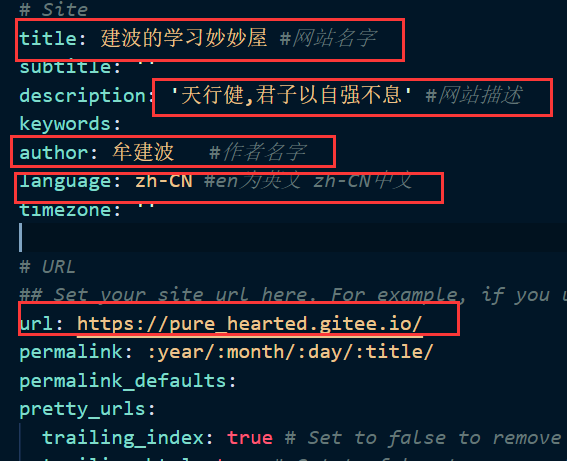 # Site
title: 建波的学习妙妙屋 #网站名字
subtitle: ''
description: '天行健,君子以自强不息' #网站描述
keywords:
author: 牟建波 #作者名字
language: zh-CN #en为英文 zh-CN中文
timezone: ''
# URL
## Set your site url here. For example, if you u
url: https://pure_hearted.gitee.io/
permalink: :year/:month/:day/:title/
permalink_defaults:
pretty_urls:
trailing_index: true # Set to false to remove